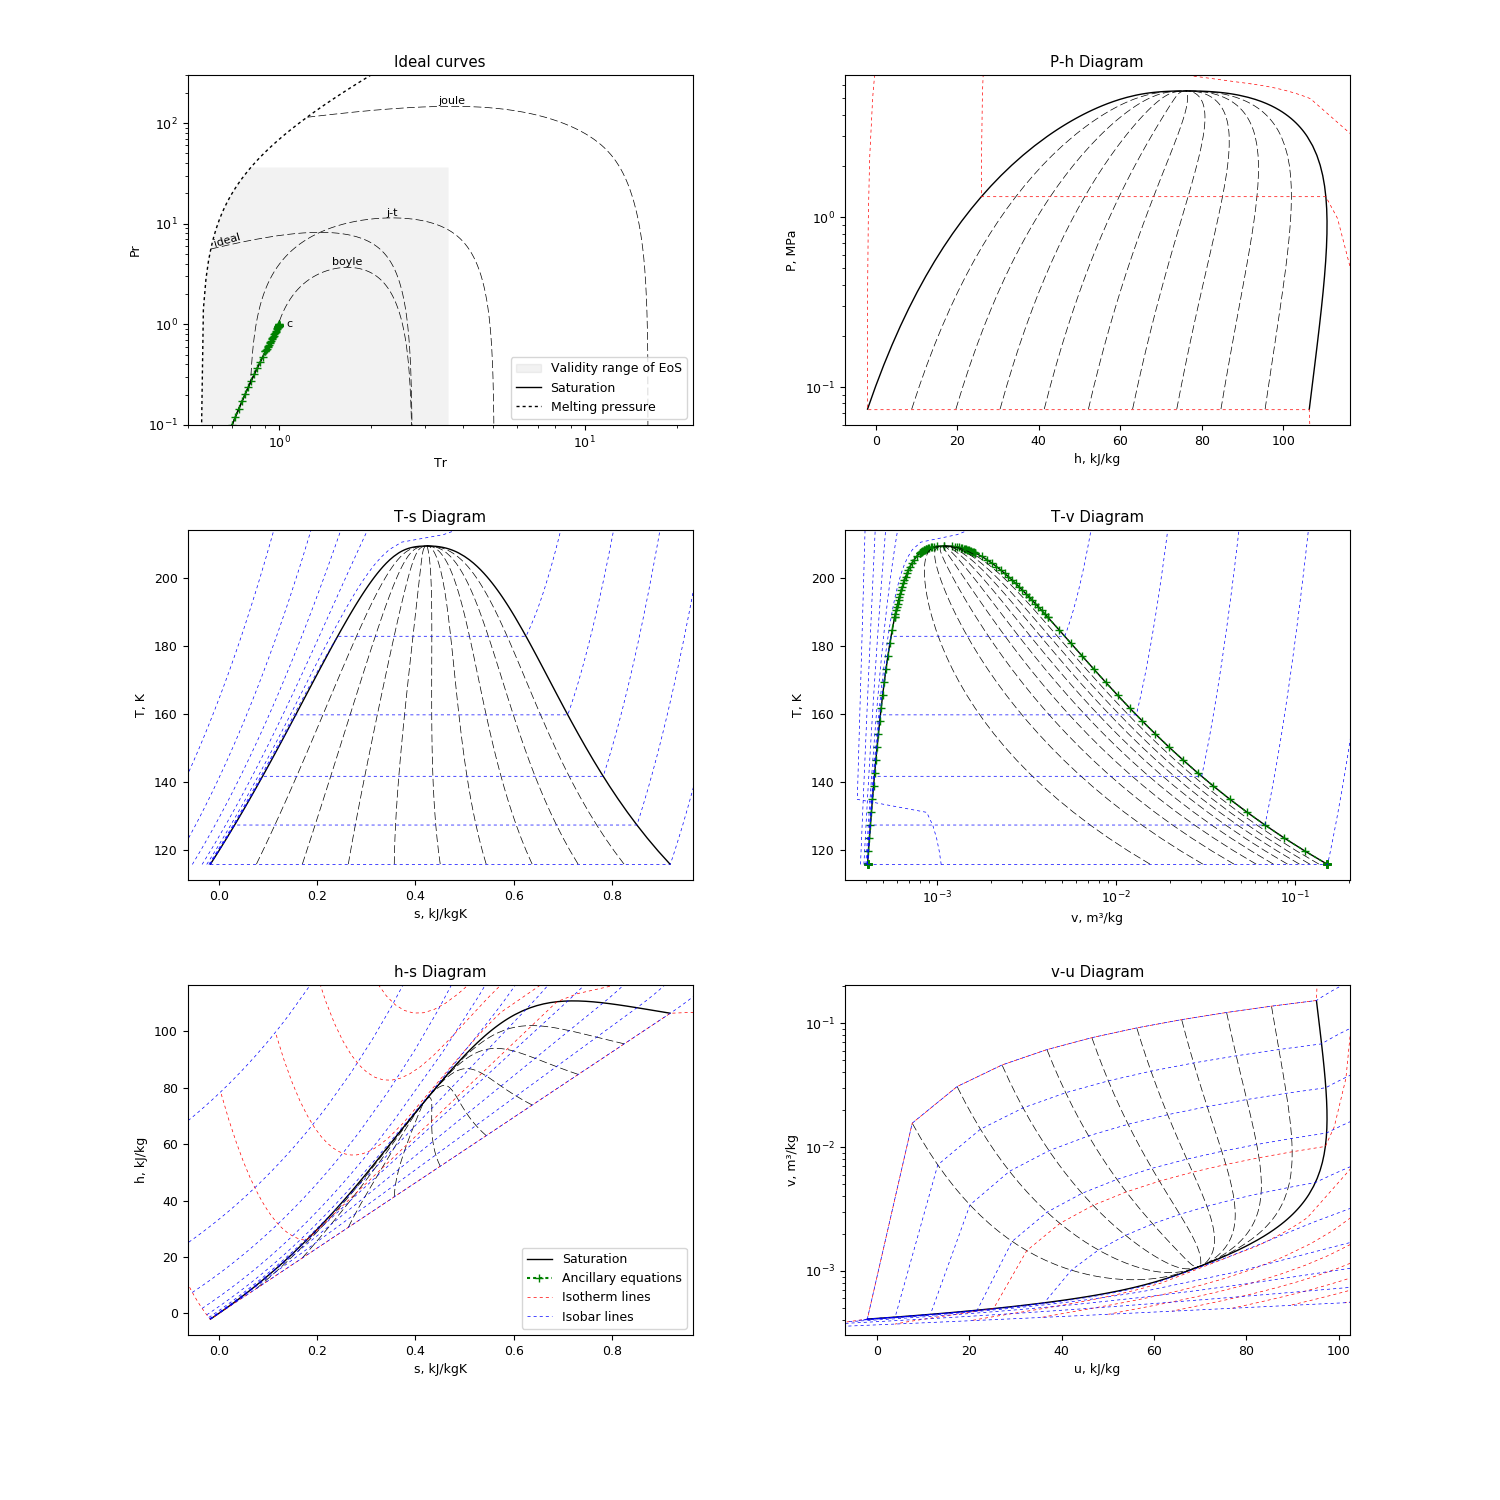 Ideal curves
joule
j-t
ideal
boyle
c
Validity range of EoS
Saturation
Melting pressure
Pr
10² 10¹ 10⁰ 10⁻¹
10⁰ 10¹
Tr
P-h Diagram
P, MPa
10⁰ 10⁻¹
0 20 40 60 80 100
h, kJ/kg
T-s Diagram
T, K
200 180 160 140 120
0.0 0.2 0.4 0.6 0.8
s, kJ/kgK
T-v Diagram
T, K
200 180 160 140 120
10⁻³ 10⁻² 10⁻¹
v, m³/kg
h-s Diagram
h, kJ/kg
100 80 60 40 20 0
Saturation
Ancillary equations
Isotherm lines
Isobar lines
0.0 0.2 0.4 0.6 0.8
s, kJ/kgK
v-u Diagram
v, m³/kg
10⁻¹ 10⁻² 10⁻³
0 20 40 60 80 100
u, kJ/kg